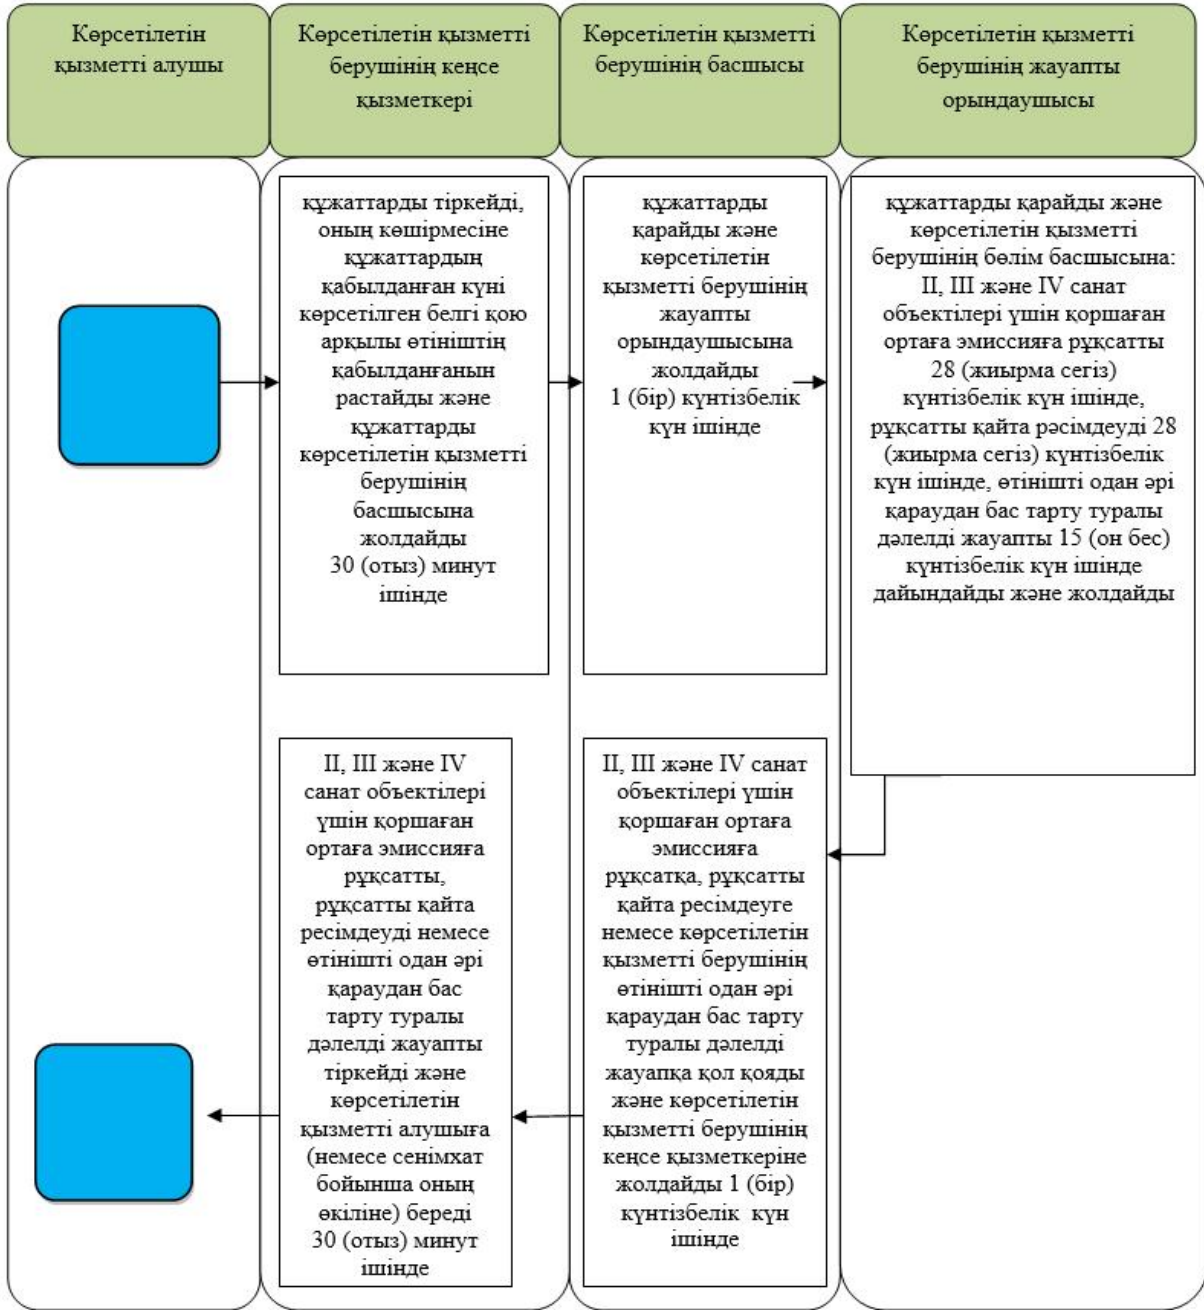 Көрсетілетін
қызметті алушы
Көрсетілетін қызметті
берушінің кеңсе
қызметкері
Көрсетілетін қызметті
берушінің басшысы
Көрсетілетін қызметті
берушінің жауапты
орындаушысы
құжаттарды тіркейді,
оның көшірмесіне
құжаттардың
қабылданған күні
көрсетілген белгі қою
арқылы өтініштің
қабылданғанын
растайды және
құжаттарды
көрсетілетін қызметті
берушінің
басшысына
жолдайды
30 (отыз) минут
ішінде
құжаттарды
қарайды және
көрсетілетін
қызметті берушінің
жауапты
орындаушысына
жолдайды
1 (бір) күнтізбелік
күн ішінде
құжаттарды қарайды және
көрсетілетін қызметті
берушінің бөлім басшысына:
II, III және IV санат
объектілері үшін қоршаған
ортаға эмиссияға рұқсатты
28 (жиырма сегіз)
күнтізбелік күн ішінде,
рұқсатты қайта рәсімдеуді 28
(жиырма сегіз) күнтізбелік
күн ішінде, өтінішті одан әрі
қараудан бас тарту туралы
дәлелді жауапты 15 (он бес)
күнтізбелік күн ішінде
дайындайды және жолдайды
II, III және IV
санат объектілері
үшін қоршаған
ортаға эмиссияға
рұқсатты,
рұқсатты қайта
ресімдеуді немесе
өтінішті одан әрі
қараудан бас
тарту туралы
дәлелді жауапты
тіркейді және
көрсетілетін
қызметті алушыға
(немесе сенімхат
бойынша оның
өкіліне) береді
30 (отыз) минут
ішінде
II, III және IV санат
объектілері үшін
қоршаған ортаға
эмиссияға
рұқсатқа, рұқсатты
қайта ресімдеуге
немесе көрсетілетін
қызметті берушінің
өтінішті одан әрі
қараудан бас тарту
туралы дәлелді
жауапқа қол қояды
және көрсетілетін
қызметті берушінің
кеңсе қызметкеріне
жолдайды 1 (бір)
күнтізбелік күн
ішінде